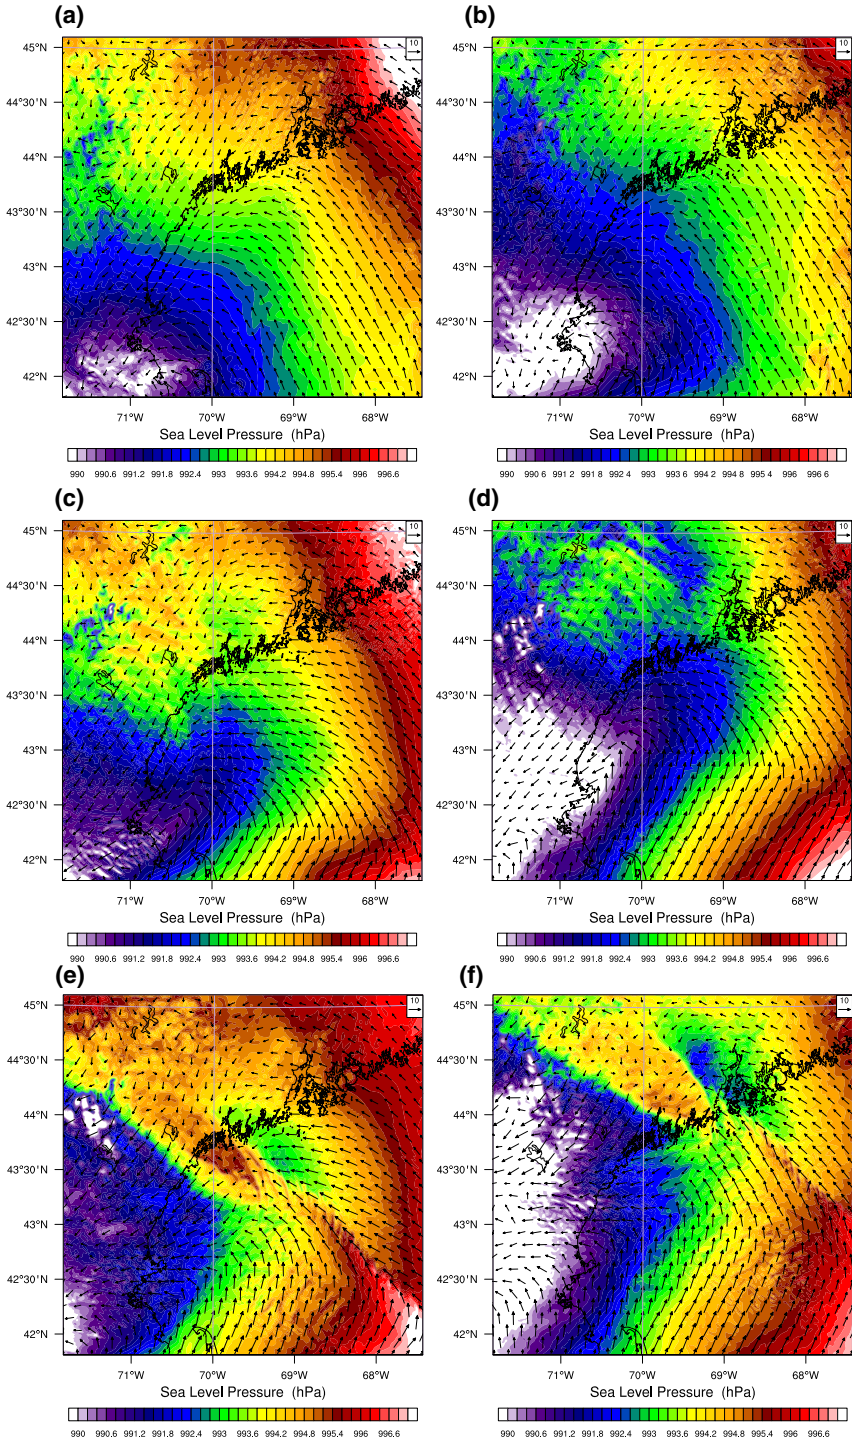 (a) (b)
10 10
45°N 45°N
44°30'N 44°30'N
44°N 44°N
43°30'N 43°30'N
43°N 43°N
42°30'N 42°30'N
42°N 42°N
71°W 70°W 69°W 68°W 71°W 70°W 69°W 68°W
Sea Level Pressure (hPa) Sea Level Pressure (hPa)
990 990.6 991.2 991.8 992.4 993 993.6 994.2 994.8 995.4 996 996.6 990 990.6 991.2 991.8 992.4 993 993.6 994.2 994.8 995.4 996 996.6
(c) (d)
10 10
45°N 45°N
44°30'N 44°30'N
44°N 44°N
43°30'N 43°30'N
43°N 43°N
42°30'N 42°30'N
42°N 42°N
71°W 70°W 69°W 68°W 71°W 70°W 69°W 68°W
Sea Level Pressure (hPa) Sea Level Pressure (hPa)
990 990.6 991.2 991.8 992.4 993 993.6 994.2 994.8 995.4 996 996.6 990 990.6 991.2 991.8 992.4 993 993.6 994.2 994.8 995.4 996 996.6
(e) (f)
10 10
45°N 45°N
44°30'N 44°30'N
44°N 44°N
43°30'N 43°30'N
43°N 43°N
42°30'N 42°30'N
42°N 42°N
71°W 70°W 69°W 68°W 71°W 70°W 69°W 68°W
Sea Level Pressure (hPa) Sea Level Pressure (hPa)
990 990.6 991.2 991.8 992.4 993 993.6 994.2 994.8 995.4 996 996.6 990 990.6 991.2 991.8 992.4 993 993.6 994.2 994.8 995.4 996 996.6